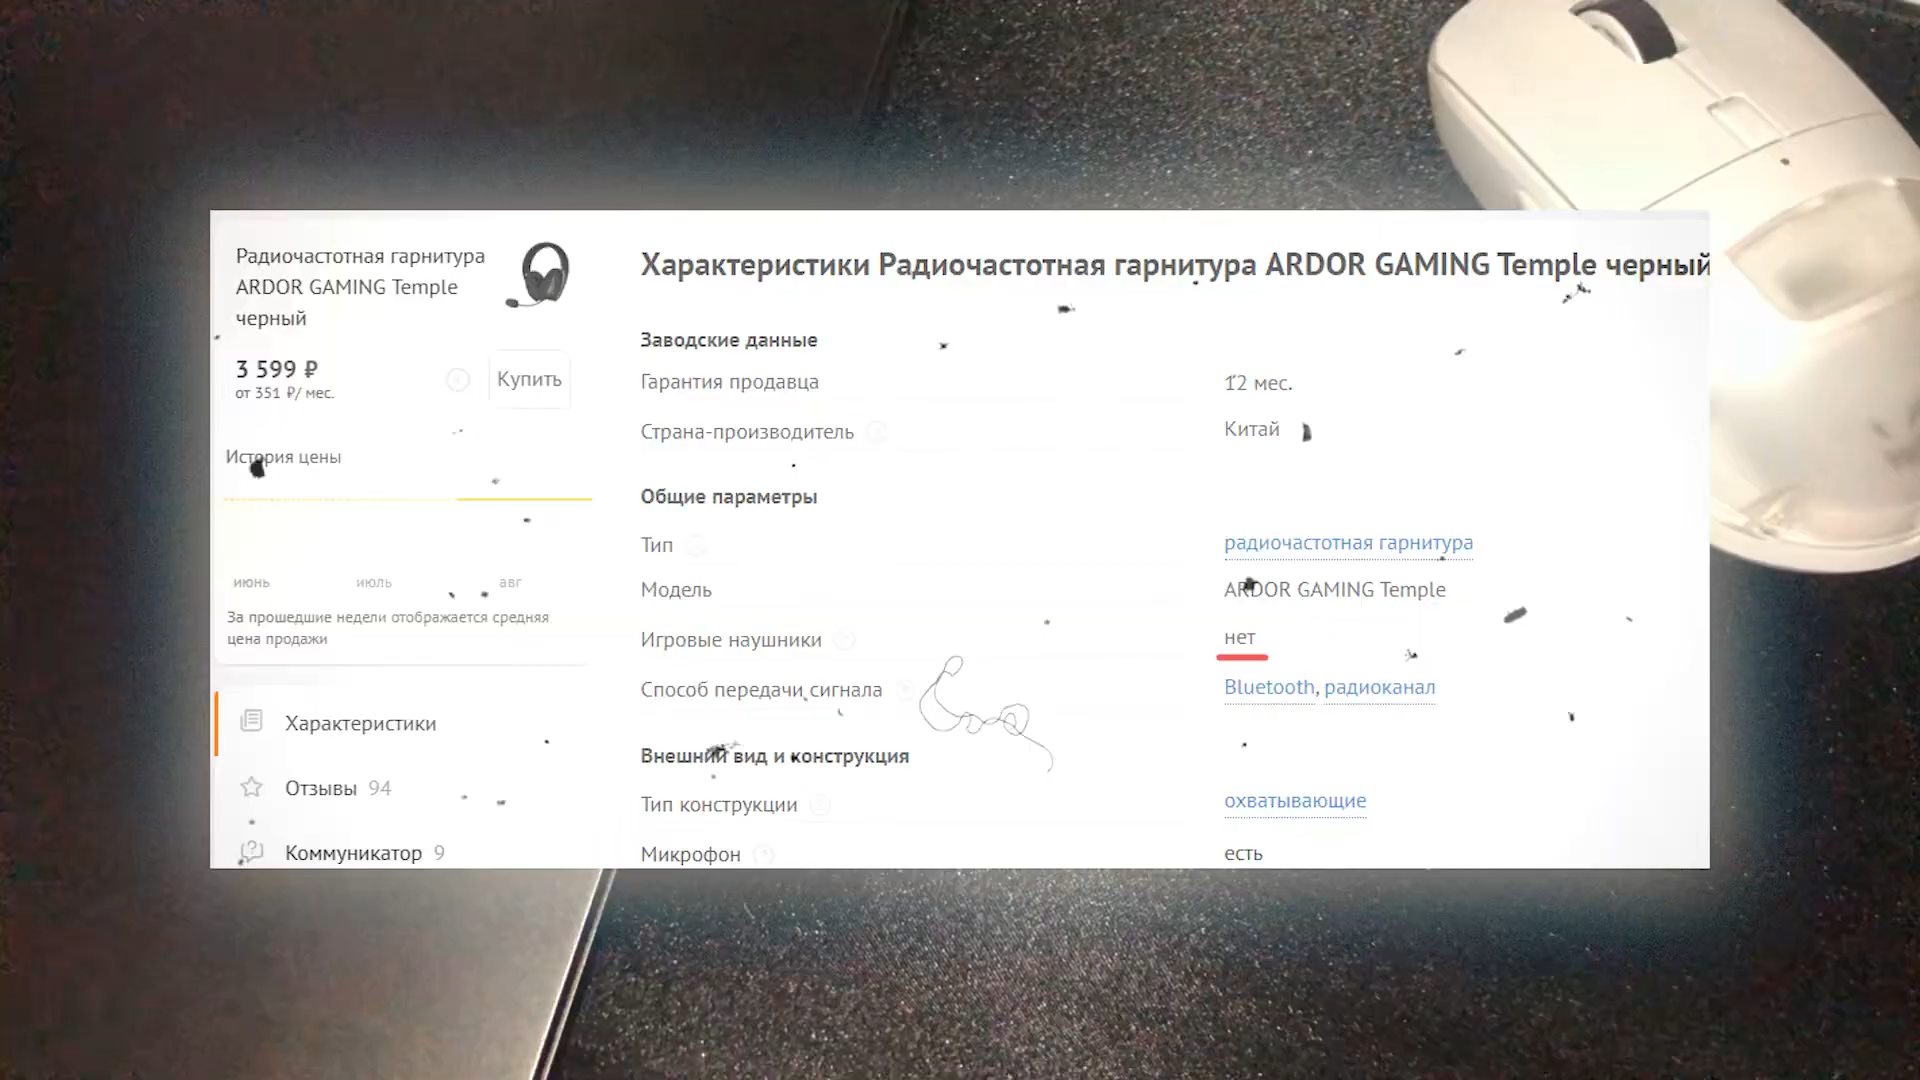 Радиочастотная гарнитура
ARDOR GAMING Temple
черный
3 599 ₽
от 351 ₽/ мес.
Купить
История цены
июнь июль авг
За прошедшие недели отображается средняя
цена продажи
Характеристики
Отзывы 94
Коммуникатор 9
Характеристики Радиочастотная гарнитура ARDOR GAMING Temple черный
Заводские данные
Гарантия продавца 12 мес.
Страна-производитель Китай
Общие параметры
Тип радиочастотная гарнитура
Модель ARDOR GAMING Temple
Игровые наушники нет
Способ передачи сигнала Bluetooth, радиоканал
Внешний вид и конструкция
Тип конструкции охватывающие
Микрофон есть